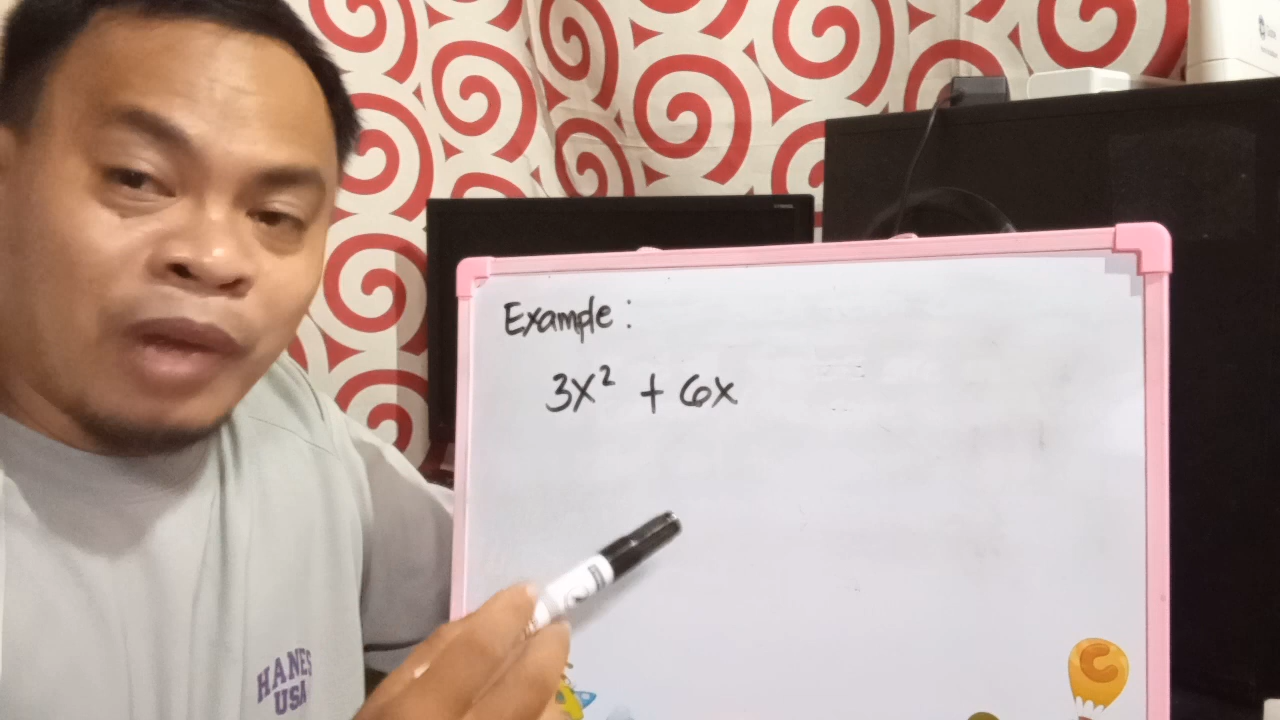 Example:
3x² + 6x
HANES
USA
C